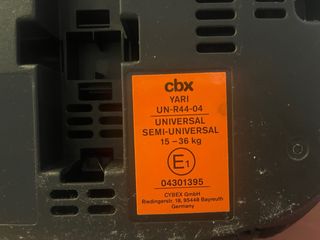 cbx
YARI
UN-R44-04
UNIVERSAL
SEMI-UNIVERSAL
15 – 36 kg
E1
04301395
CYBEX GmbH
Riedingerstr. 18, 95448 Bayreuth
Germany